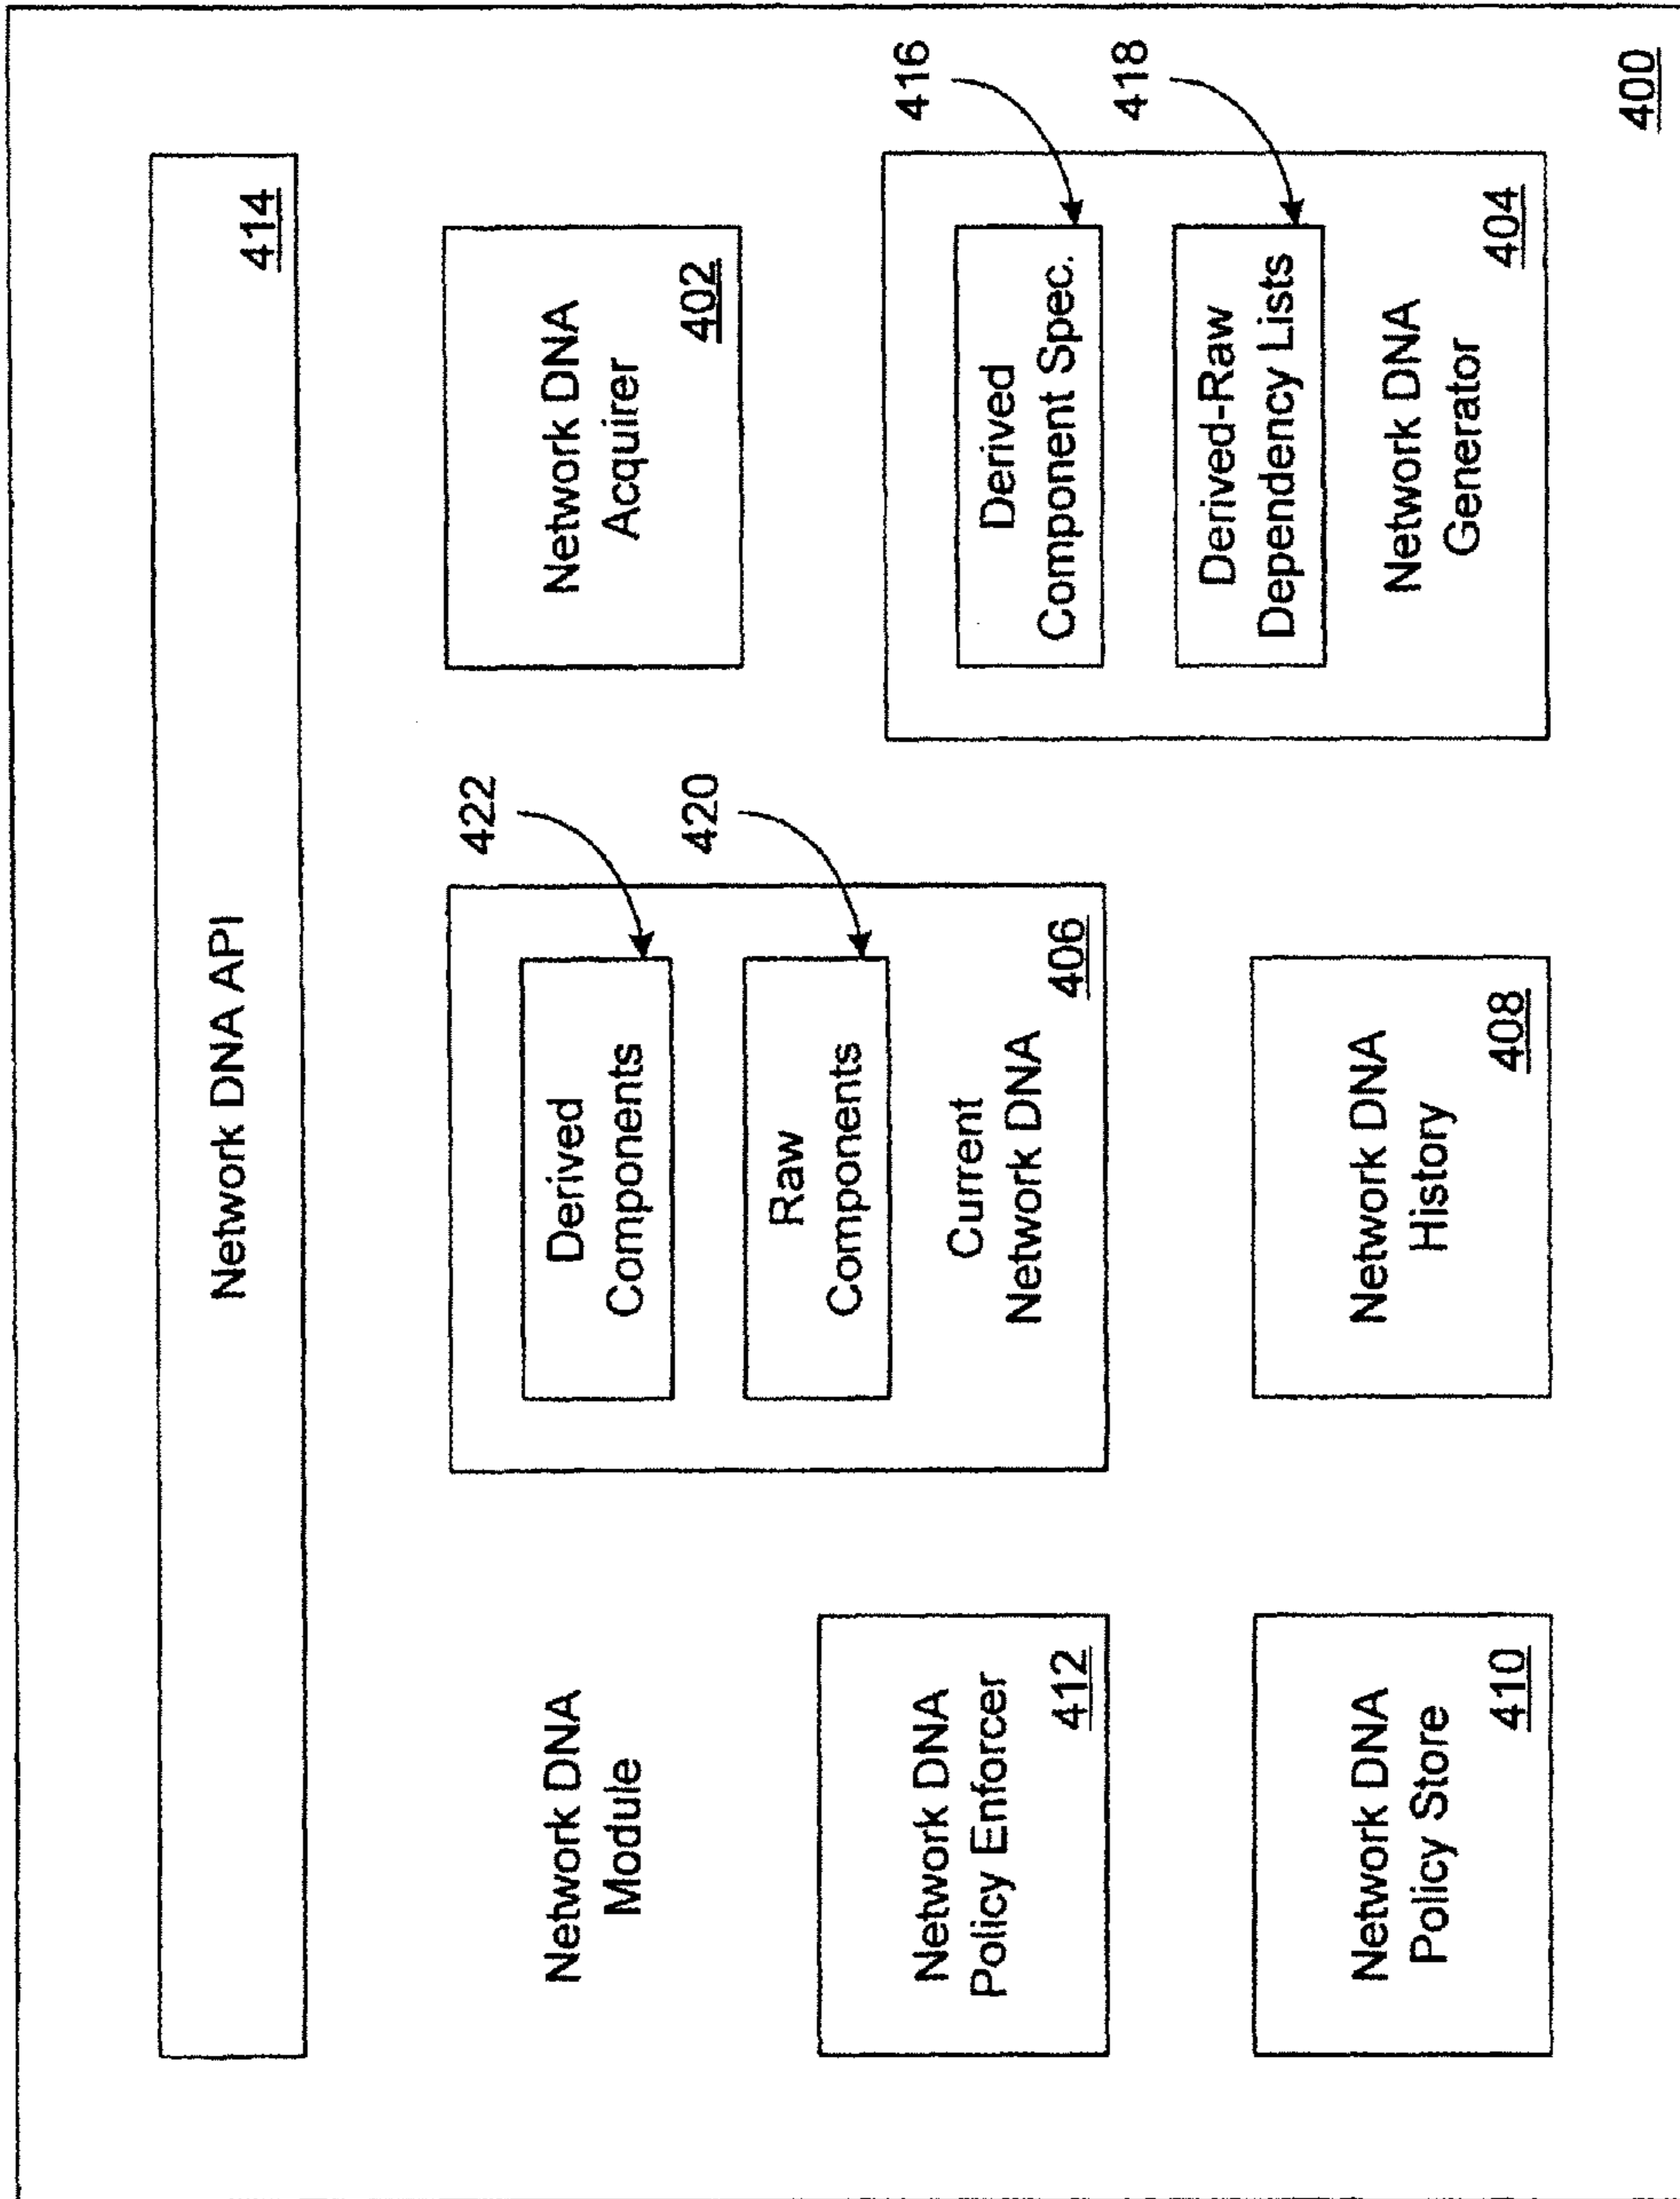 Network DNA API
414
Network DNA
Module
Network DNA
Policy Enforcer
412
Network DNA
Policy Store
410
422
Derived
Components
420
Raw
Components
Current
Network DNA
406
Network DNA
History
408
Network DNA
Acquirer
402
416
Derived
Component Spec.
418
Derived-Raw
Dependency Lists
Network DNA
Generator
404
400